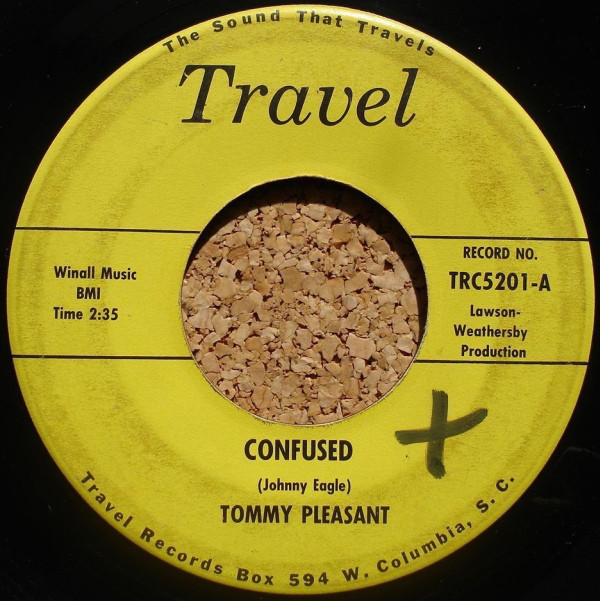 The Sound That Travels
Travel
Winall Music
BMI
Time 2:35
RECORD NO.
TRC5201-A
Lawson-
Weathersby
Production
CONFUSED
(Johnny Eagle)
TOMMY PLEASANT
Travel Records Box 594 W. Columbia, S. C.